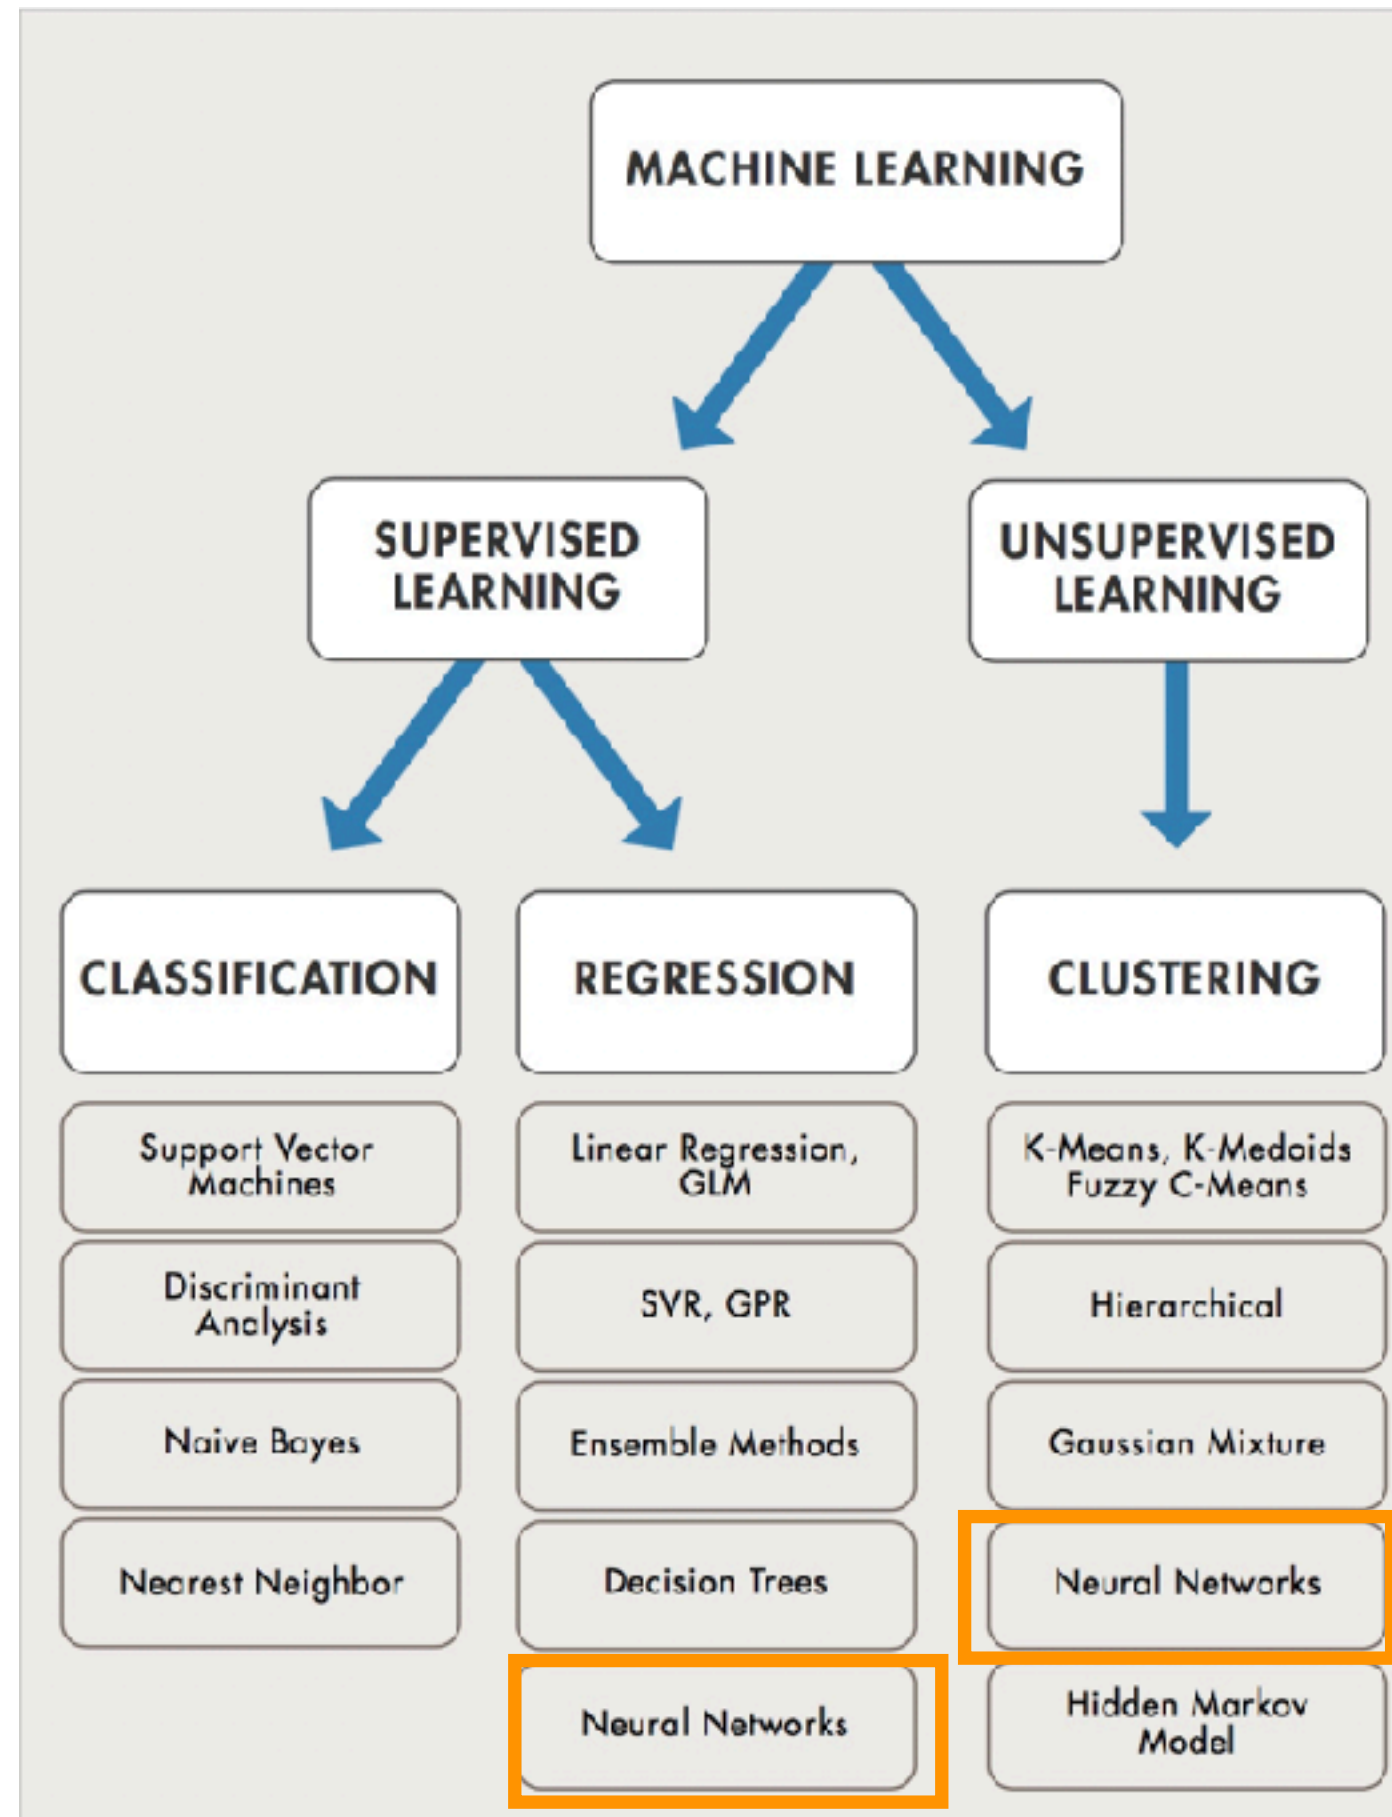 MACHINE LEARNING
SUPERVISED
LEARNING
UNSUPERVISED
LEARNING
CLASSIFICATION
REGRESSION
CLUSTERING
Support Vector
Machines
Linear Regression,
GLM
K-Means, K-Medoids
Fuzzy C-Means
Discriminant
Analysis
SVR, GPR
Hierarchical
Naive Bayes
Ensemble Methods
Gaussian Mixture
Nearest Neighbor
Decision Trees
Neural Networks
Neural Networks
Hidden Markov
Model